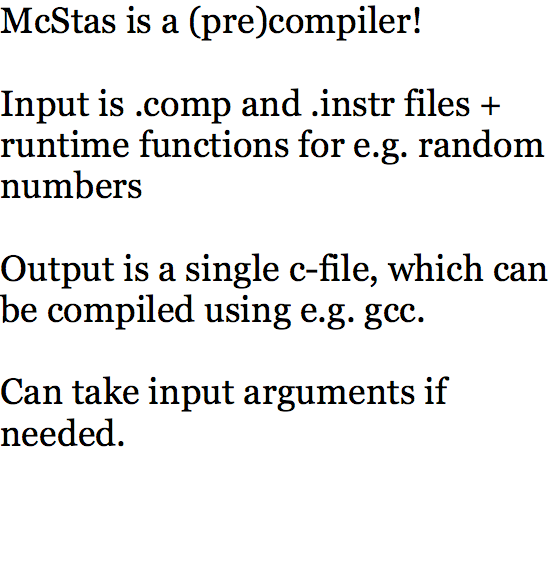 McStas is a (pre)compiler!
Input is .comp and .instr files +
runtime functions for e.g. random
numbers
Output is a single c-file, which can
be compiled using e.g. gcc.
Can take input arguments if
needed.